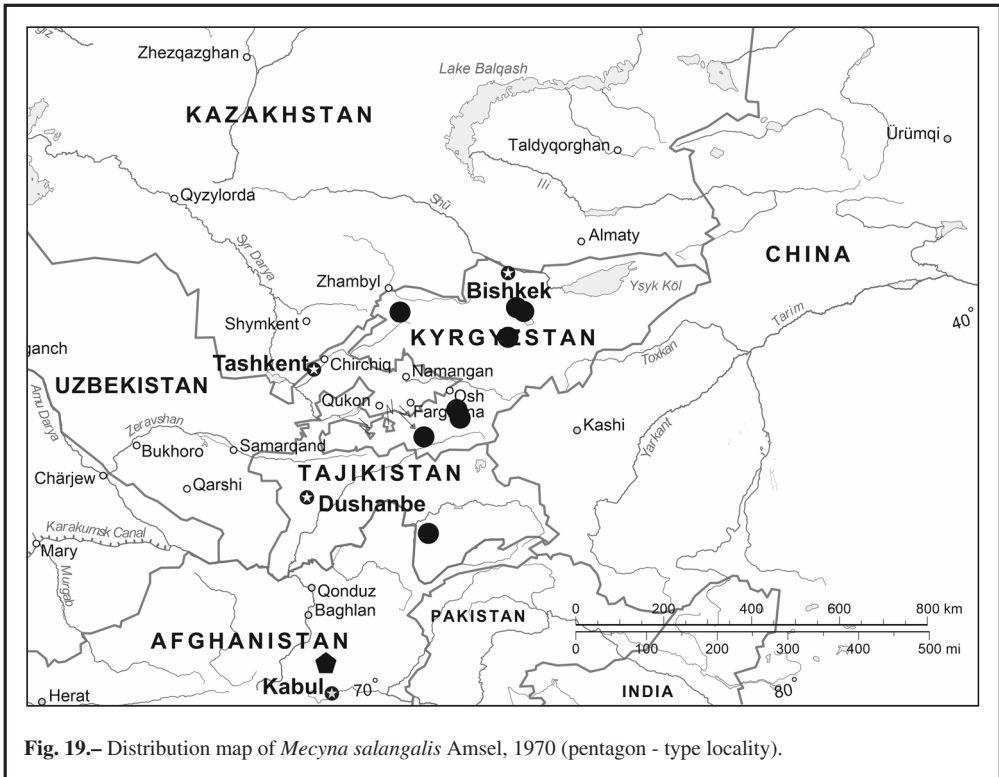 Zhezqazghan
Lake Balqash
KAZAKHSTAN
Ürümqi
Taldyqorghan
Ili
Qyzylorda
Shū
Almaty
Syr Darya
CHINA
Zhambyl
Bishkek
Ysyk Köl
Tarim
40°
Shymkent
KYRGYZSTAN
ganch
Tashkent
Chirchiq
Namangan
Toxkan
UZBEKISTAN
Qukon
Osh
Amu Darya
Zeravshan
Kashi
Yarkant
Bukhoro
Samarqand
TAJIKISTAN
Chärjew
Qarshi
Dushanbe
Karakumsk Canal
Mary
Murgab
Qonduz
Baghlan
PAKISTAN
0 200 400 600 800 km
0 100 200 300 400 500 mi
AFGHANISTAN
Kabul
70°
80°
INDIA
Herat
Fig. 19.– Distribution map of Mecyna salangalis Amsel, 1970 (pentagon - type locality).